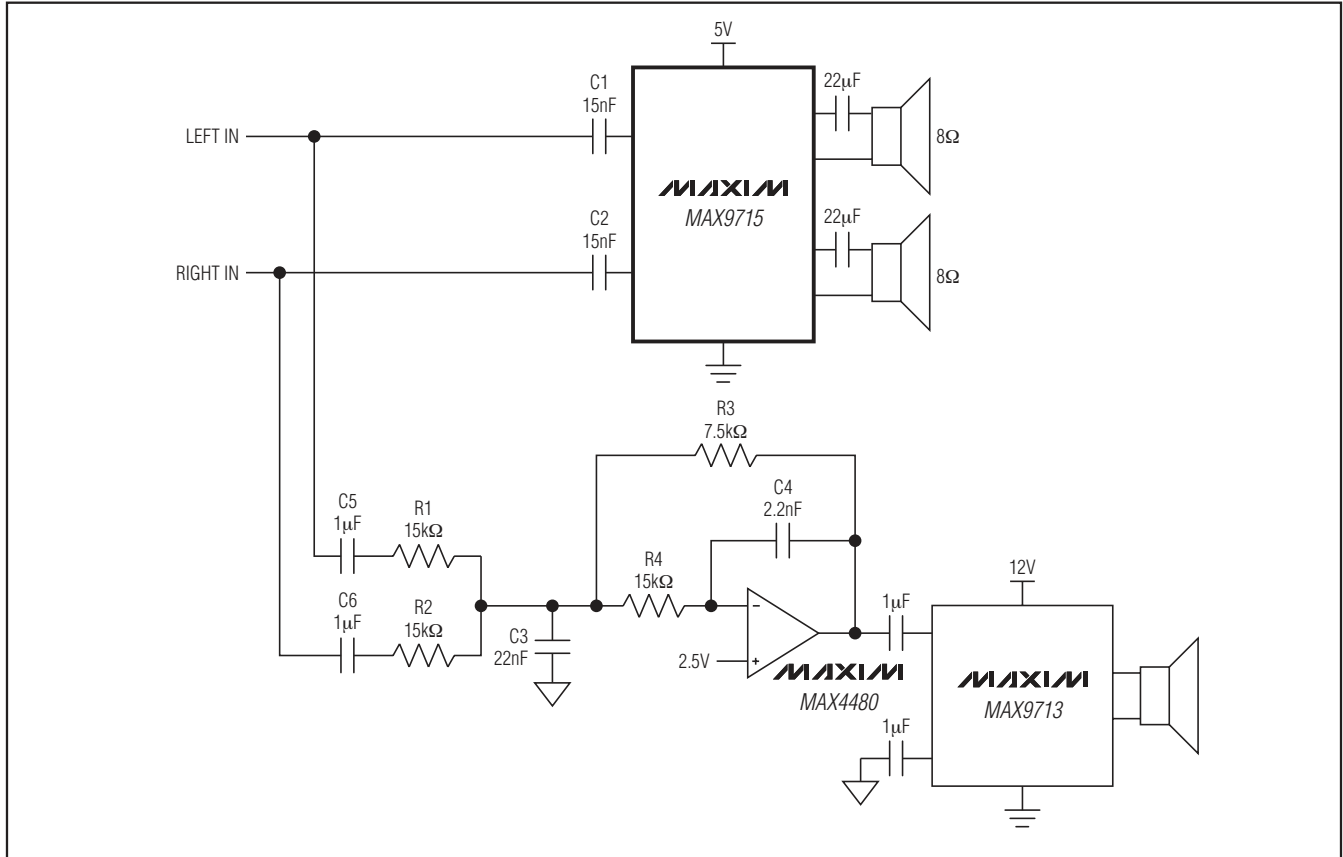 5V
C1
15nF
22µF
LEFT IN
8Ω
MAXIM
MAX9715
C2
15nF
22µF
RIGHT IN
8Ω
R3
7.5kΩ
C4
2.2nF
C5
1µF
R1
15kΩ
R4
15kΩ
12V
C6
1µF
R2
15kΩ
C3
22nF
−
+
2.5V
1µF
MAXIM
MAX4480
MAXIM
MAX9713
1µF